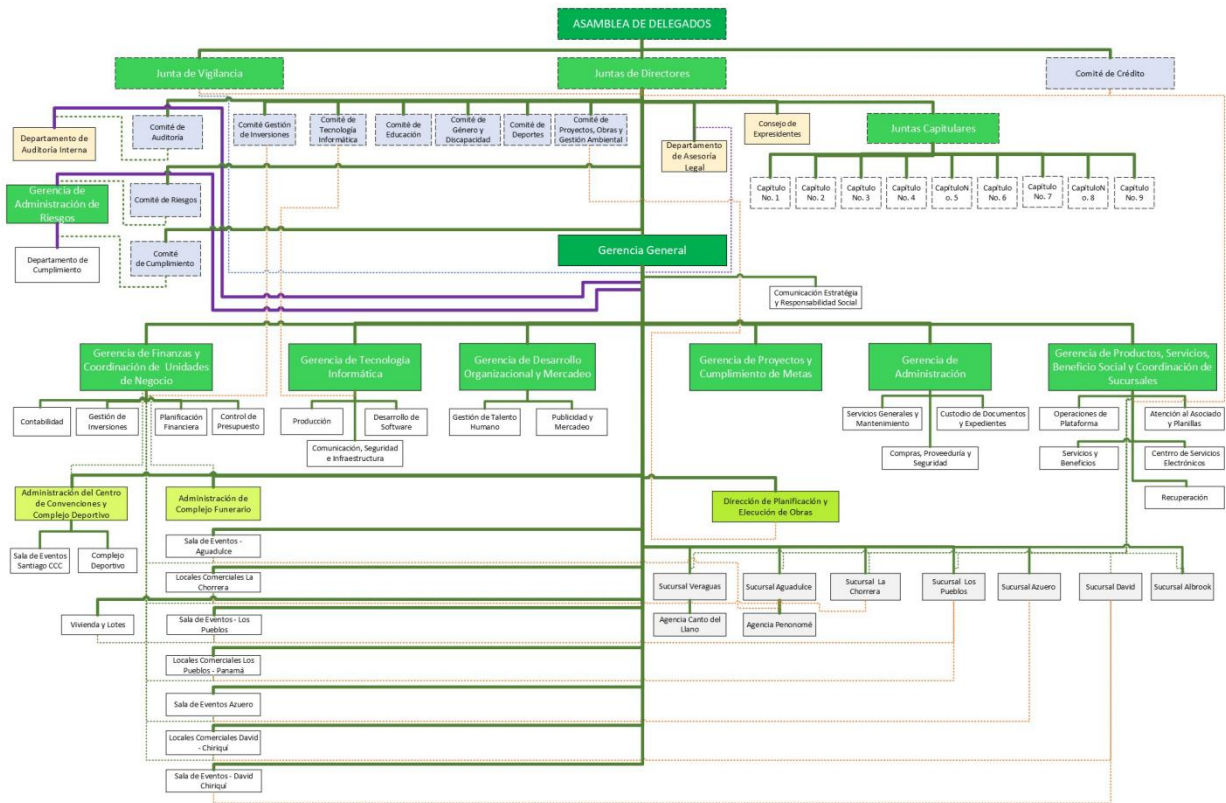 ASAMBLEA DE DELEGADOS
Junta de Vigilancia
Juntas de Directores
Comité de Crédito
Departamento de
Auditoría Interna
Comité de
Auditoría
Comité Gestión
de Inversiones
Comité de
Tecnología
Informática
Comité de
Educación
Comité de
Género y
Discapacidad
Comité de
Deportes
Comité de
Proyectos, Obras y
Gestión Ambiental
Departamento
de Asesoría
Legal
Consejo de
Expresidentes
Juntas Capitulares
Capítulo
No. 1
Capítulo
No. 2
Capítulo
No. 3
Capítulo
No. 4
CapítuloN
o. 5
Capítulo
No. 6
Capítulo
No. 7
CapítuloN
o. 8
Capítulo
No. 9
Gerencia de
Administración de
Riesgos
Comité de Riesgos
Departamento de
Cumplimiento
Comité
de Cumplimiento
Gerencia General
Comunicación Estratégia
y Responsabilidad Social
Gerencia de Finanzas y
Coordinación de Unidades
de Negocio
Gerencia de Tecnología
Informática
Gerencia de Desarrollo
Organizacional y Mercadeo
Gerencia de Proyectos y
Cumplimiento de Metas
Gerencia de
Administración
Gerencia de Productos, Servicios,
Beneficio Social y Coordinación de
Sucursales
Contabilidad
Gestión de
Inversiones
Planificación
Financiera
Control de
Presupuesto
Producción
Desarrollo de
Software
Comunicación, Seguridad
e Infraestructura
Gestión de Talento
Humano
Publicidad y
Mercadeo
Servicios Generales y
Mantenimiento
Custodio de Documentos
y Expedientes
Compras, Proveeduría y
Seguridad
Operaciones de
Plataforma
Atención al Asociado
y Planillas
Servicios y
Beneficios
Centrro de Servicios
Electrónicos
Recuperación
Administración del Centro
de Convenciones y
Complejo Deportivo
Administración de
Complejo Funerario
Dirección de Planificación y
Ejecución de Obras
Sala de Eventos
Santiago CCC
Complejo
Deportivo
Sala de Eventos -
Aguadulce
Locales Comerciales La
Chorrera
Vivienda y Lotes
Sala de Eventos - Los
Pueblos
Locales Comerciales Los
Pueblos - Panamá
Sala de Eventos Azuero
Locales Comerciales David
- Chiriquí
Sala de Eventos - David
Chiriquí
Sucursal Veraguas
Sucursal Aguadulce
Sucursal La
Chorrera
Sucursal Los
Pueblos
Sucursal Azuero
Sucursal David
Sucursal Albrook
Agencia Canto del
Llano
Agencia Penonomé